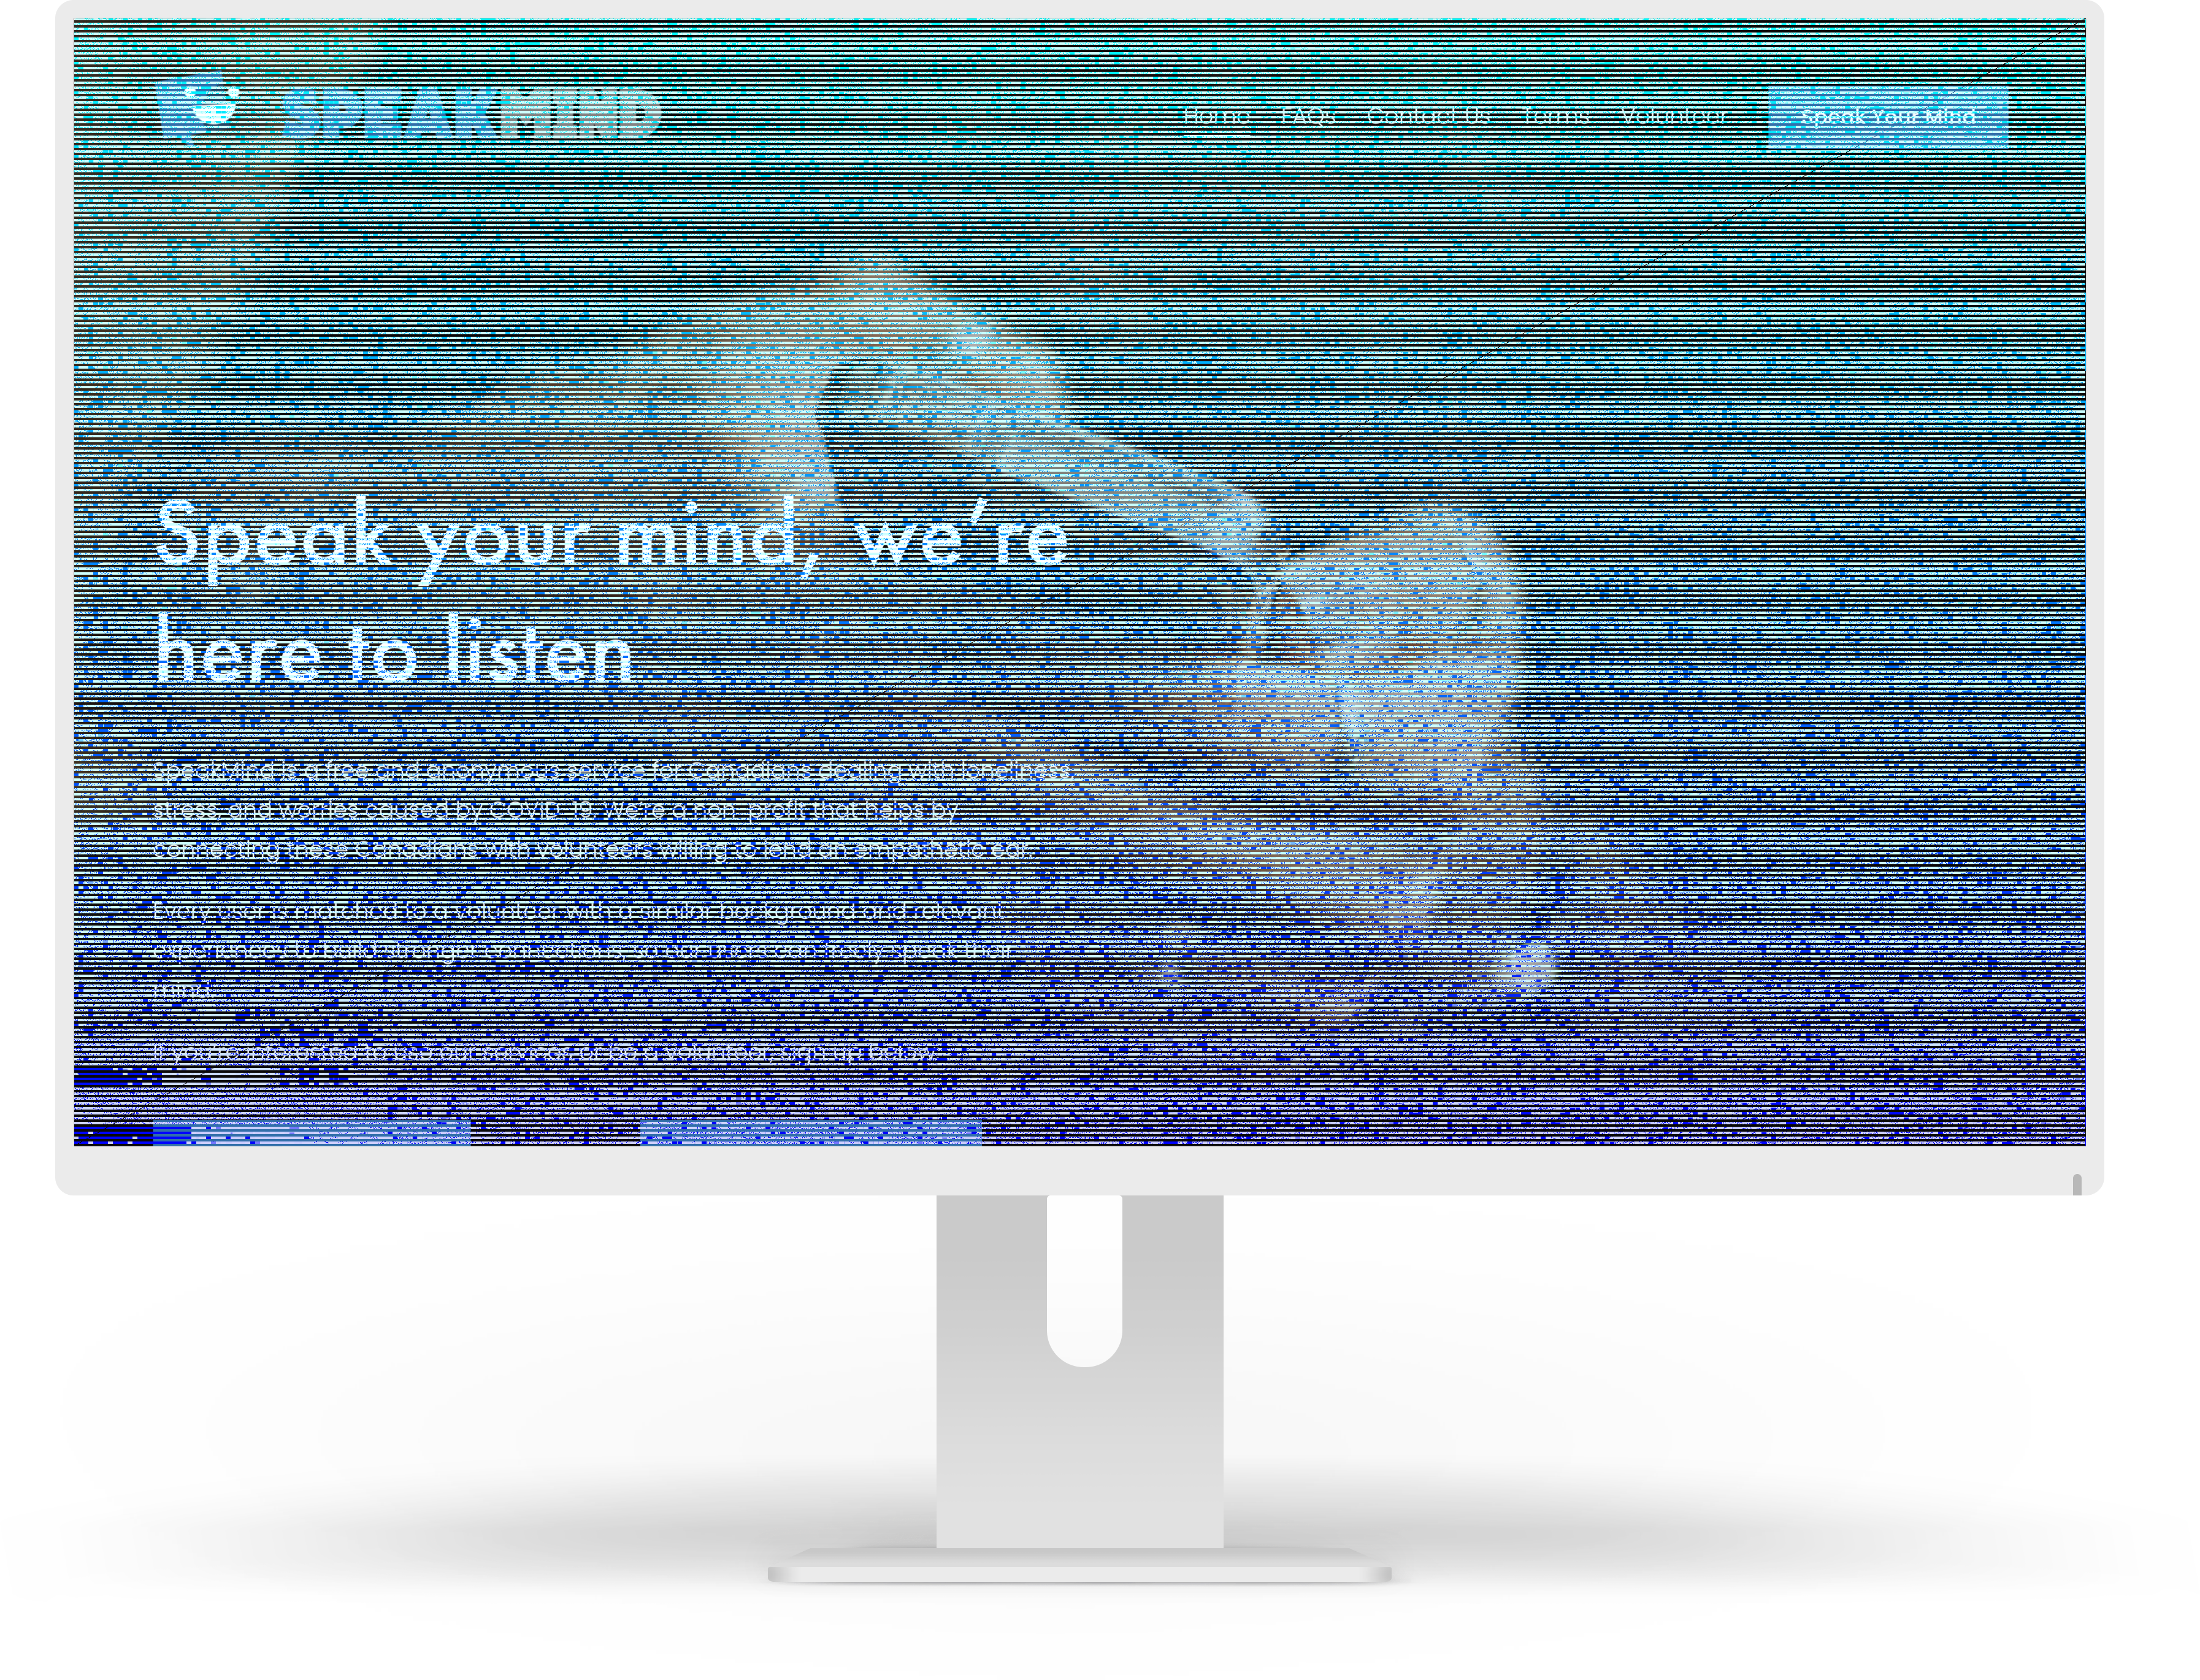 SPEAKMIND
Home FAQs Contact Us Terms Volunteer Speak Your Mind
Speak your mind, we're
here to listen
SpeakMind is a free and anonymous service for Canadians dealing with loneliness,
stress, and worries caused by COVID-19. We're a non-profit that helps by
connecting these Canadians with volunteers willing to lend an empathetic ear.
Every user is matched to a volunteer with a similar background and relevant
experience to build stronger connections, so our users can freely speak their
mind.
If you're interested to use our service, or be a volunteer, sign up below.